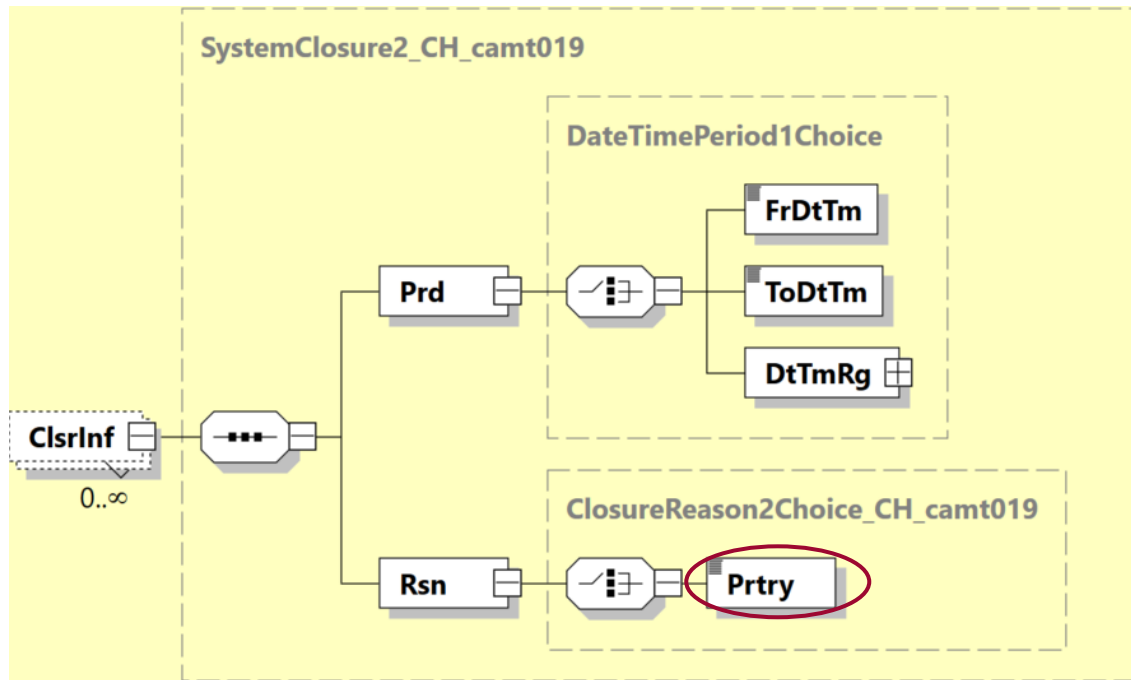 SystemClosure2_CH_camt019
DateTimePeriod1Choice
FrDtTm
Prd
ToDtTm
DtTmRg
ClsrInf
0..∞
ClosureReason2Choice_CH_camt019
Rsn
Prtry